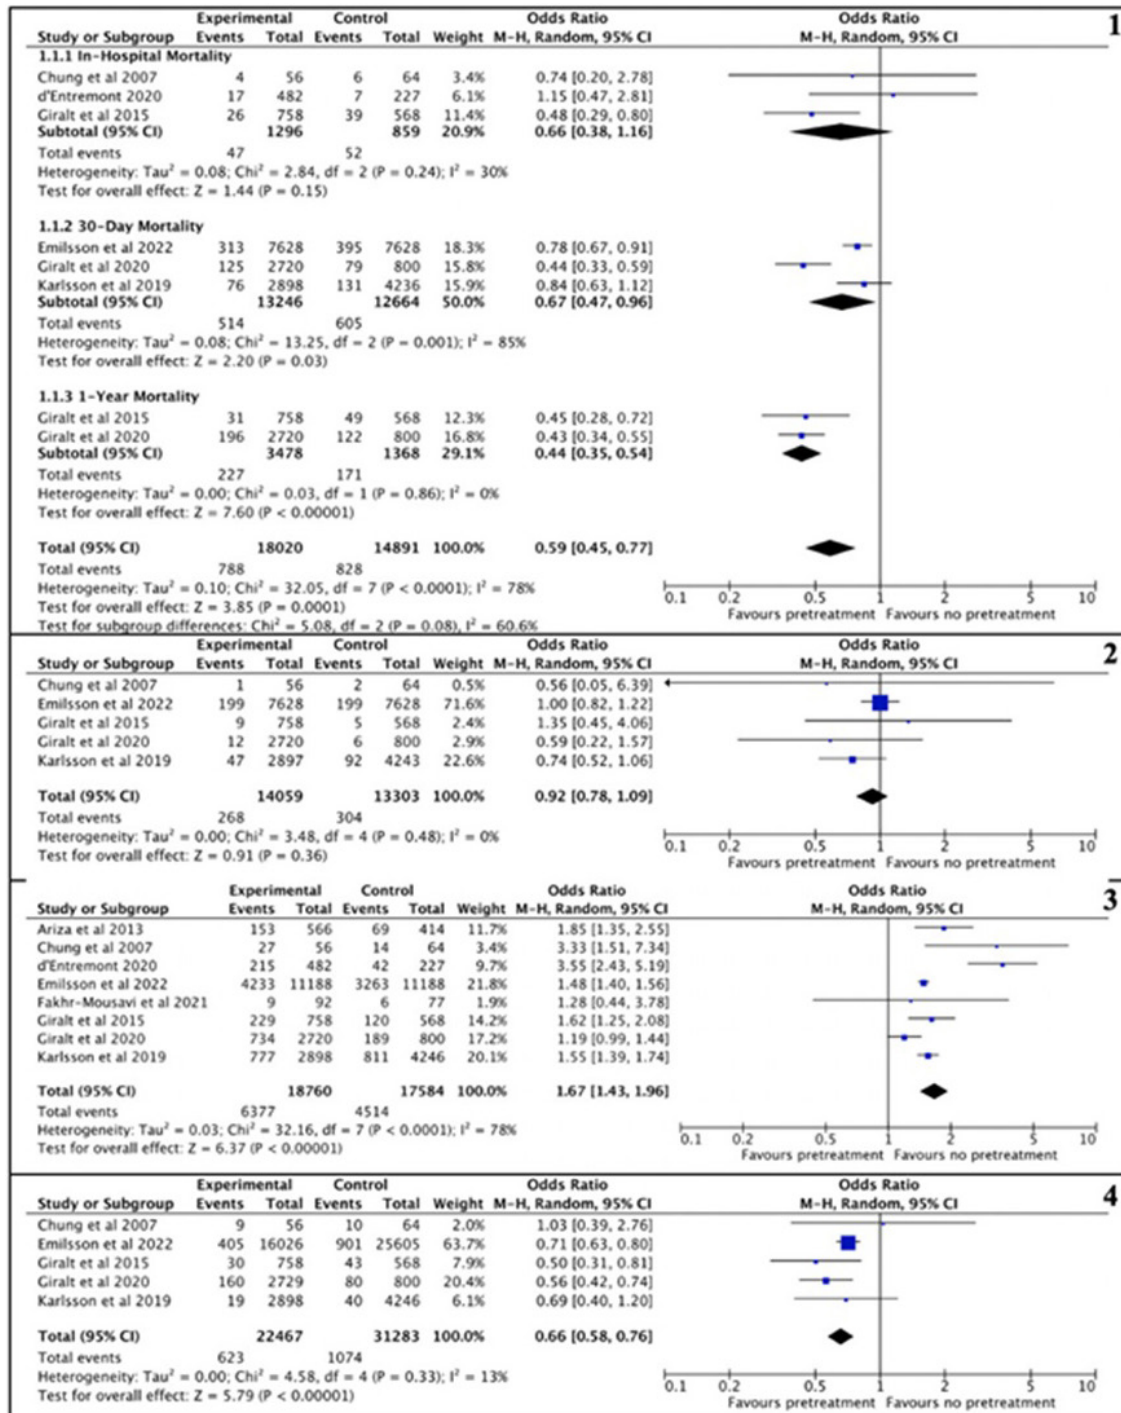 Experimental Control Odds Ratio Odds Ratio 1
Study or Subgroup Events Total Events Total Weight M-H, Random, 95% CI M-H, Random, 95% CI
1.1.1 In-Hospital Mortality
Chung et al 2007 4 56 6 64 3.4% 0.74 [0.20, 2.78]
d'Entremont 2020 17 482 7 227 6.1% 1.15 [0.47, 2.81]
Giralt et al 2015 26 758 39 568 11.4% 0.48 [0.29, 0.80]
Subtotal (95% CI) 1296 859 20.9% 0.66 [0.38, 1.16]
Total events 47 52
Heterogeneity: Tau² = 0.08; Chi² = 2.84, df = 2 (P = 0.24); I² = 30%
Test for overall effect: Z = 1.44 (P = 0.15)
1.1.2 30-Day Mortality
Emilsson et al 2022 313 7628 395 7628 18.3% 0.78 [0.67, 0.91]
Giralt et al 2020 125 2720 79 800 15.8% 0.44 [0.33, 0.59]
Karlsson et al 2019 76 2898 131 4236 15.9% 0.84 [0.63, 1.12]
Subtotal (95% CI) 13246 12664 50.0% 0.67 [0.47, 0.96]
Total events 514 605
Heterogeneity: Tau² = 0.08; Chi² = 13.25, df = 2 (P = 0.001); I² = 85%
Test for overall effect: Z = 2.20 (P = 0.03)
1.1.3 1-Year Mortality
Giralt et al 2015 31 758 49 568 12.3% 0.45 [0.28, 0.72]
Giralt et al 2020 196 2720 122 800 16.8% 0.43 [0.34, 0.55]
Subtotal (95% CI) 3478 1368 29.1% 0.44 [0.35, 0.54]
Total events 227 171
Heterogeneity: Tau² = 0.00; Chi² = 0.03, df = 1 (P = 0.86); I² = 0%
Test for overall effect: Z = 7.60 (P < 0.00001)
Total (95% CI) 18020 14891 100.0% 0.59 [0.45, 0.77]
Total events 788 828
Heterogeneity: Tau² = 0.10; Chi² = 32.05, df = 7 (P < 0.0001); I² = 78%
Test for overall effect: Z = 3.85 (P = 0.0001)
Test for subgroup differences: Chi² = 5.08, df = 2 (P = 0.08), I² = 60.6%
0.1 0.2 0.5 1 2 5 10
Favours pretreatment Favours no pretreatment
Experimental Control Odds Ratio Odds Ratio 2
Study or Subgroup Events Total Events Total Weight M-H, Random, 95% CI M-H, Random, 95% CI
Chung et al 2007 1 56 2 64 0.5% 0.56 [0.05, 6.39]
Emilsson et al 2022 199 7628 199 7628 71.6% 1.00 [0.82, 1.22]
Giralt et al 2015 9 758 5 568 2.4% 1.35 [0.45, 4.06]
Giralt et al 2020 12 2720 6 800 2.9% 0.59 [0.22, 1.57]
Karlsson et al 2019 47 2897 92 4243 22.6% 0.74 [0.52, 1.06]
Total (95% CI) 14059 13303 100.0% 0.92 [0.78, 1.09]
Total events 268 304
Heterogeneity: Tau² = 0.00; Chi² = 3.48, df = 4 (P = 0.48); I² = 0%
Test for overall effect: Z = 0.91 (P = 0.36)
0.1 0.2 0.5 1 2 5 10
Favours pretreatment Favours no pretreatment
Experimental Control Odds Ratio Odds Ratio 3
Study or Subgroup Events Total Events Total Weight M-H, Random, 95% CI M-H, Random, 95% CI
Ariza et al 2013 153 566 69 414 11.7% 1.85 [1.35, 2.55]
Chung et al 2007 27 56 14 64 3.4% 3.33 [1.51, 7.34]
d'Entremont 2020 215 482 42 227 9.7% 3.55 [2.43, 5.19]
Emilsson et al 2022 4233 11188 3263 11188 21.8% 1.48 [1.40, 1.56]
Fakhr-Mousavi et al 2021 9 92 6 77 1.9% 1.28 [0.44, 3.78]
Giralt et al 2015 229 758 120 568 14.2% 1.62 [1.25, 2.08]
Giralt et al 2020 734 2720 189 800 17.2% 1.19 [0.99, 1.44]
Karlsson et al 2019 777 2898 811 4246 20.1% 1.55 [1.39, 1.74]
Total (95% CI) 18760 17584 100.0% 1.67 [1.43, 1.96]
Total events 6377 4514
Heterogeneity: Tau² = 0.03; Chi² = 32.16, df = 7 (P < 0.0001); I² = 78%
Test for overall effect: Z = 6.37 (P < 0.00001)
0.1 0.2 0.5 1 2 5 10
Favours pretreatment Favours no pretreatment
Experimental Control Odds Ratio Odds Ratio 4
Study or Subgroup Events Total Events Total Weight M-H, Random, 95% CI M-H, Random, 95% CI
Chung et al 2007 9 56 10 64 2.0% 1.03 [0.39, 2.76]
Emilsson et al 2022 405 16026 901 25605 63.7% 0.71 [0.63, 0.80]
Giralt et al 2015 30 758 43 568 7.9% 0.50 [0.31, 0.81]
Giralt et al 2020 160 2729 80 800 20.4% 0.56 [0.42, 0.74]
Karlsson et al 2019 19 2898 40 4246 6.1% 0.69 [0.40, 1.20]
Total (95% CI) 22467 31283 100.0% 0.66 [0.58, 0.76]
Total events 623 1074
Heterogeneity: Tau² = 0.00; Chi² = 4.58, df = 4 (P = 0.33); I² = 13%
Test for overall effect: Z = 5.79 (P < 0.00001)
0.1 0.2 0.5 1 2 5 10
Favours pretreatment Favours no pretreatment